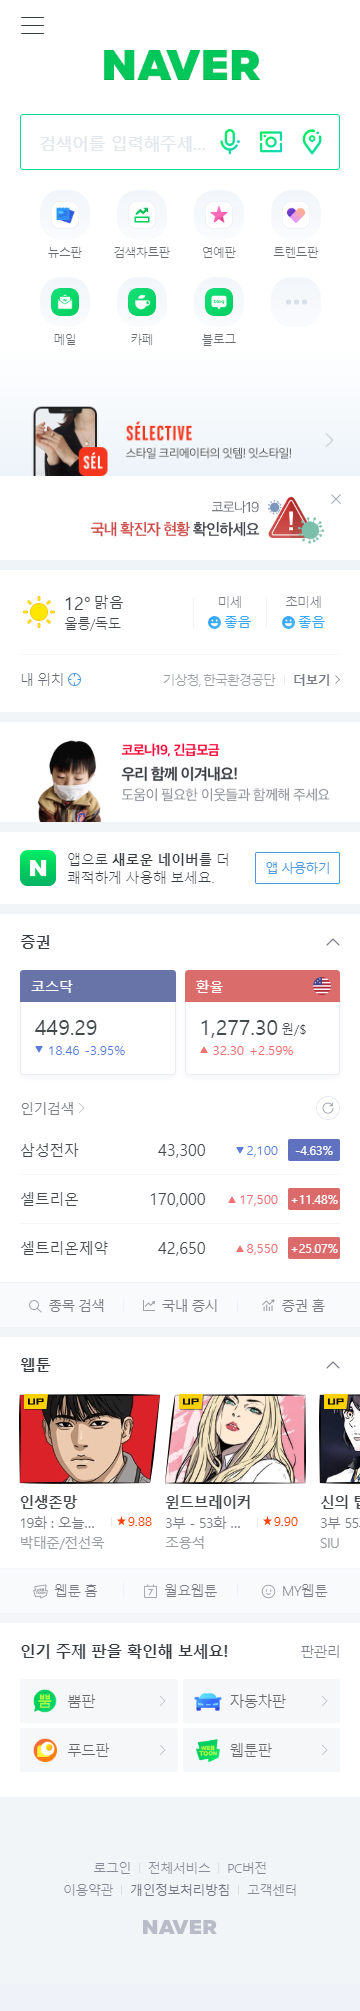 NAVER
검색어를 입력해주세...
뉴스판
검색차트판
연예판
트렌드판
메일
카페
blog
블로그
SÉLECTIVE
스타일 크리에이터의 잇템! 잇스타일!
SÉL
코로나19
국내 확진자 현황 확인하세요
12° 맑음
울릉/독도
미세
좋음
초미세
좋음
내 위치
기상청, 한국환경공단
더보기
코로나19, 긴급모금
우리 함께 이겨내요!
도움이 필요한 이웃들과 함께해 주세요
N
앱으로 새로운 네이버를 더
쾌적하게 사용해 보세요.
앱 사용하기
증권
코스닥
449.29
18.46 -3.95%
환율
1,277.30 원/$
32.30 +2.59%
인기검색
삼성전자 43,300 2,100 -4.63%
셀트리온 170,000 17,500 +11.48%
셀트리온제약 42,650 8,550 +25.07%
종목 검색
국내 증시
증권 홈
웹툰
UP
UP
UP
인생존망
19화 : 오늘... 9.88
박태준/전선욱
윈드브레이커
3부 - 53화 ... 9.90
조용석
신의 탑
3부 55
SIU
웹툰 홈
7
월요웹툰
MY웹툰
인기 주제 판을 확인해 보세요!
판관리
뿜
뿜판
자동차판
푸드판
WEB
TOON
웹툰판
로그인
전체서비스
PC버전
이용약관
개인정보처리방침
고객센터
NAVER